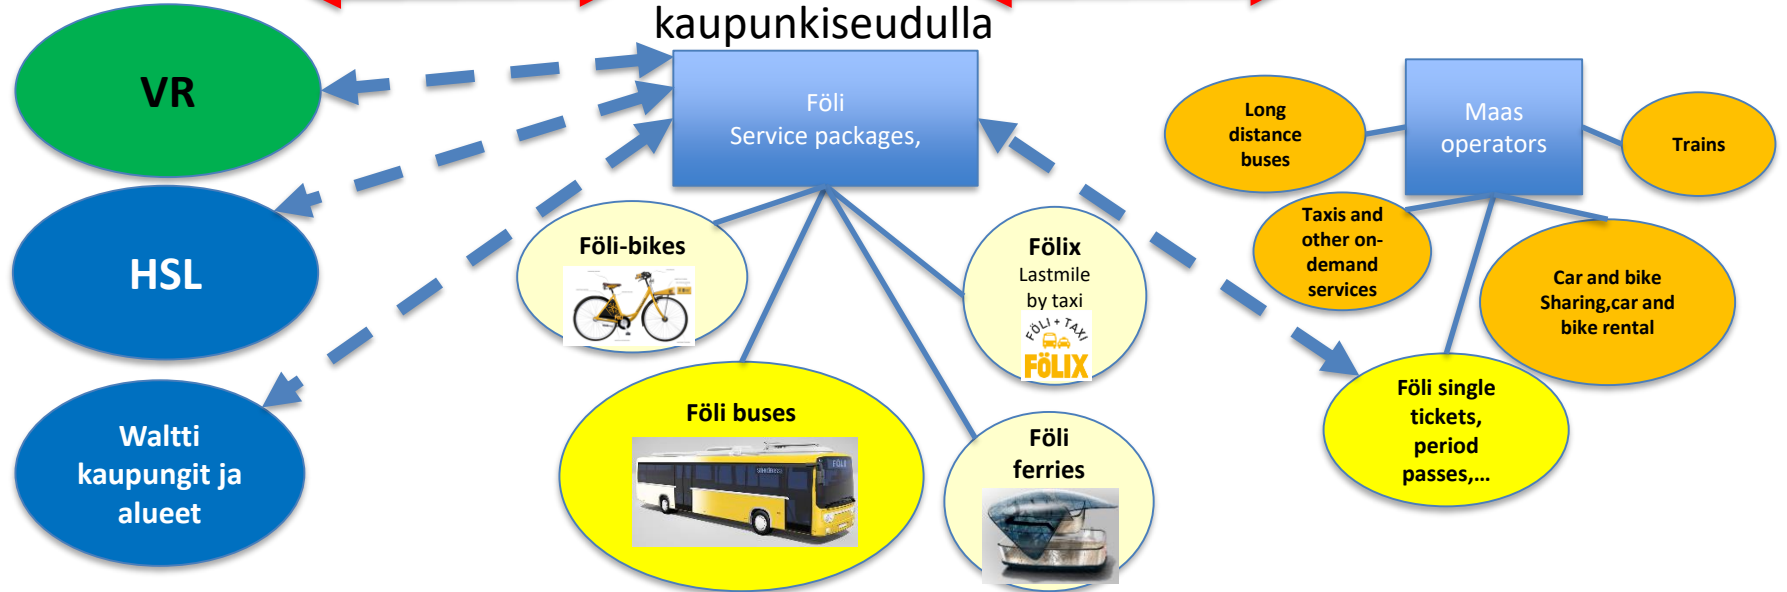 kaupunkiseudulla
VR
HSL
Waltti
kaupungit ja
alueet
Föli
Service packages,
Föli-bikes
Fölix
Lastmile
by taxi
FÖLI + TAXI
FÖLIX
Föli buses
FÖLI
Föli
ferries
Maas
operators
Long
distance
buses
Trains
Taxis and
other on-
demand
services
Car and bike
Sharing,car and
bike rental
Föli single
tickets,
period
passes,...